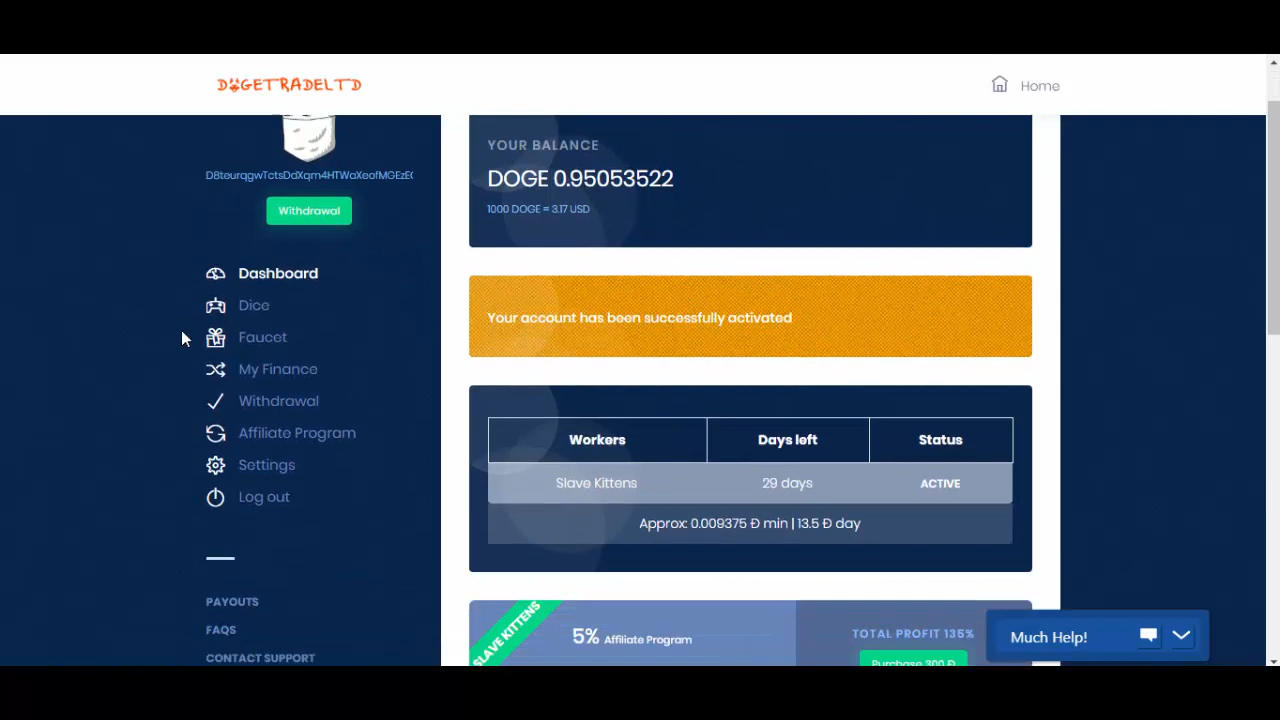 DOGETRADELTD
Home
D8teurqgwTctsDdXqm4HTWaXeofMGEzE
Withdrawal
Dashboard
Dice
Faucet
My Finance
Withdrawal
Affiliate Program
Settings
Log out
PAYOUTS
FAQS
CONTACT SUPPORT
YOUR BALANCE
DOGE 0.95053522
1000 DOGE = 3.17 USD
Your account has been successfully activated
Workers Days left Status
Slave Kittens 29 days ACTIVE
Approx: 0.009375 Đ min | 13.5 Đ day
SLAVE KITTENS
5% Affiliate Program
TOTAL PROFIT 135%
Purchase 300 Đ
Much Help!